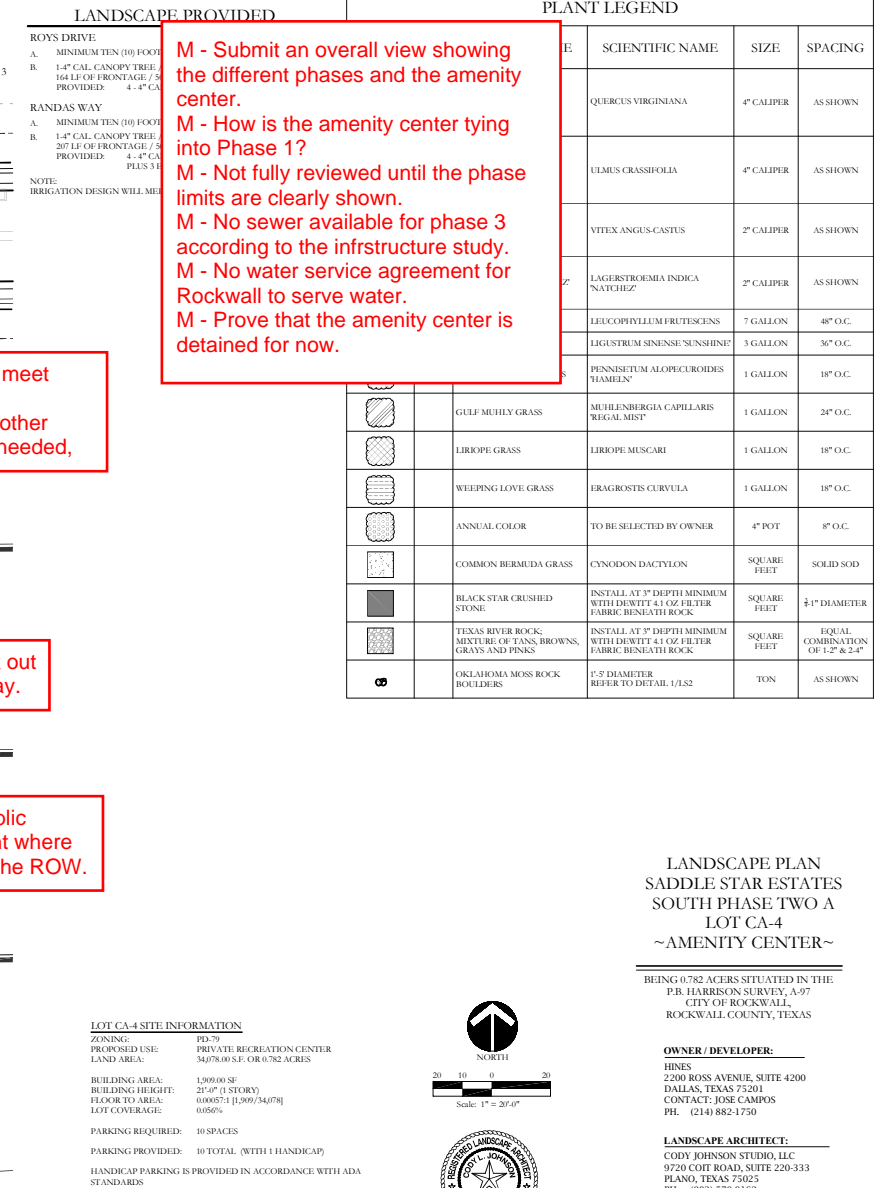 LANDSCAPE PROVIDED
ROYS DRIVE
A. MINIMUM TEN (10) FOOT
B. 1-4" CAL. CANOPY TREE /
164 LF OF FRONTAGE /
PROVIDED: 4 - 4"
RANDAS WAY
A. MINIMUM TEN (10) FOOT
B. 1-4" CAL. CANOPY TREE /
207 LF OF FRONTAGE /
PROVIDED: 4 - 4"
PLUS 3
NOTE:
IRRIGATION DESIGN WILL
3
M - Submit an overall view showing
the different phases and the amenity
center.
M - How is the amenity center tying
into Phase 1?
M - Not fully reviewed until the phase
limits are clearly shown.
M - No sewer available for phase 3
according to the infrstructure study.
M - No water service agreement for
Rockwall to serve water.
M - Prove that the amenity center is
detained for now.
meet
other
needed,
out
where
the ROW.
PLANT LEGEND
SCIENTIFIC NAME SIZE SPACING
QUERCUS VIRGINIANA 4" CALIPER AS SHOWN
ULMUS CRASSIFOLIA 4" CALIPER AS SHOWN
VITEX ANGUS-CASTUS 2" CALIPER AS SHOWN
LAGERSTROEMIA INDICA
'NATCHEZ' 2" CALIPER AS SHOWN
LEUCOPHYLLUM FRUTESCENS 7 GALLON 48" O.C.
LIGUSTRUM SINENSE 'SUNSHINE' 3 GALLON 36" O.C.
PENNISETUM ALOPECUROIDES
'HAMELN' 1 GALLON 18" O.C.
GULF MUHLY GRASS MUHLENBERGIA CAPILLARIS
'REGAL MIST' 1 GALLON 24" O.C.
LIRIOPE GRASS LIRIOPE MUSCARI 1 GALLON 18" O.C.
WEEPING LOVE GRASS ERAGROSTIS CURVULA 1 GALLON 18" O.C.
ANNUAL COLOR TO BE SELECTED BY OWNER 4" POT 8" O.C.
COMMON BERMUDA GRASS CYNODON DACTYLON SQUARE
FEET SOLID SOD
BLACK STAR CRUSHED
STONE INSTALL AT 3" DEPTH MINIMUM
WITH DEWITT 4.1 OZ FILTER
FABRIC BENEATH ROCK SQUARE
FEET -1" DIAMETER
TEXAS RIVER ROCK;
MIXTURE OF TANS, BROWNS,
GRAYS AND PINKS INSTALL AT 3" DEPTH MINIMUM
WITH DEWITT 4.1 OZ FILTER
FABRIC BENEATH ROCK SQUARE
FEET EQUAL
COMBINATION
OF 1-2" & 2-4"
OKLAHOMA MOSS ROCK
BOULDERS 1'-5' DIAMETER
REFER TO DETAIL 1/LS2 TON AS SHOWN
LANDSCAPE PLAN
SADDLE STAR ESTATES
SOUTH PHASE TWO A
LOT CA-4
~AMENITY CENTER~
BEING 0.782 ACERS SITUATED IN THE
P.B. HARRISON SURVEY, A-97
CITY OF ROCKWALL,
ROCKWALL COUNTY, TEXAS
OWNER / DEVELOPER:
HINES
2200 ROSS AVENUE, SUITE 4200
DALLAS, TEXAS 75201
CONTACT: JOSE CAMPOS
PH. (214) 882-1750
LANDSCAPE ARCHITECT:
CODY JOHNSON STUDIO, LLC
9720 COIT ROAD, SUITE 220-333
PLANO, TEXAS 75025
LOT CA-4 SITE INFORMATION
ZONING: PD-79
PROPOSED USE: PRIVATE RECREATION CENTER
LAND AREA: 34,078.00 S.F. OR 0.782 ACRES
BUILDING AREA: 1,909.00 SF
BUILDING HEIGHT: 21'-0" (1 STORY)
FLOOR TO AREA: 0.00057:1 [1,909/34,078]
LOT COVERAGE: 0.056%
PARKING REQUIRED: 10 SPACES
PARKING PROVIDED: 10 TOTAL (WITH 1 HANDICAP)
HANDICAP PARKING IS PROVIDED IN ACCORDANCE WITH ADA
STANDARDS
NORTH
20 10 0 20
Scale: 1" = 20'-0"
REGISTERED LANDSCAPE ARCHITECT
CODY L. JOHNSON